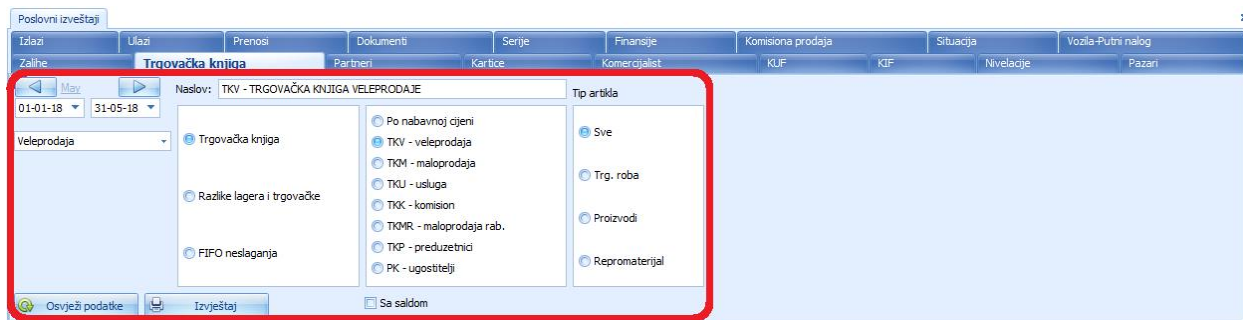 Poslovni izveštaji
Izlazi Ulazi Prenosi Dokumenti Serije Finansije Komisiona prodaja Situacija Vozila-Putni nalog
Zalihe Trgovačka knjiga Partneri Kartice Komercijalist KUF KIF Nivelacije Pazari
May Naslov: TKV - TRGOVAČKA KNJIGA VELEPRODAJE Tip artikla
01-01-18 31-05-18
Veleprodaja
Trgovačka knjiga
Razlike lagera i trgovačke
FIFO neslaganja
Po nabavnoj cijeni
TKV - veleprodaja
TKM - maloprodaja
TKU - usluga
TKK - komision
TKMR - maloprodaja rab.
TKP - preduzetnici
PK - ugostitelji
Sve
Trg. roba
Proizvodi
Repromaterijal
Osvježi podatke Izvještaj Sa saldom